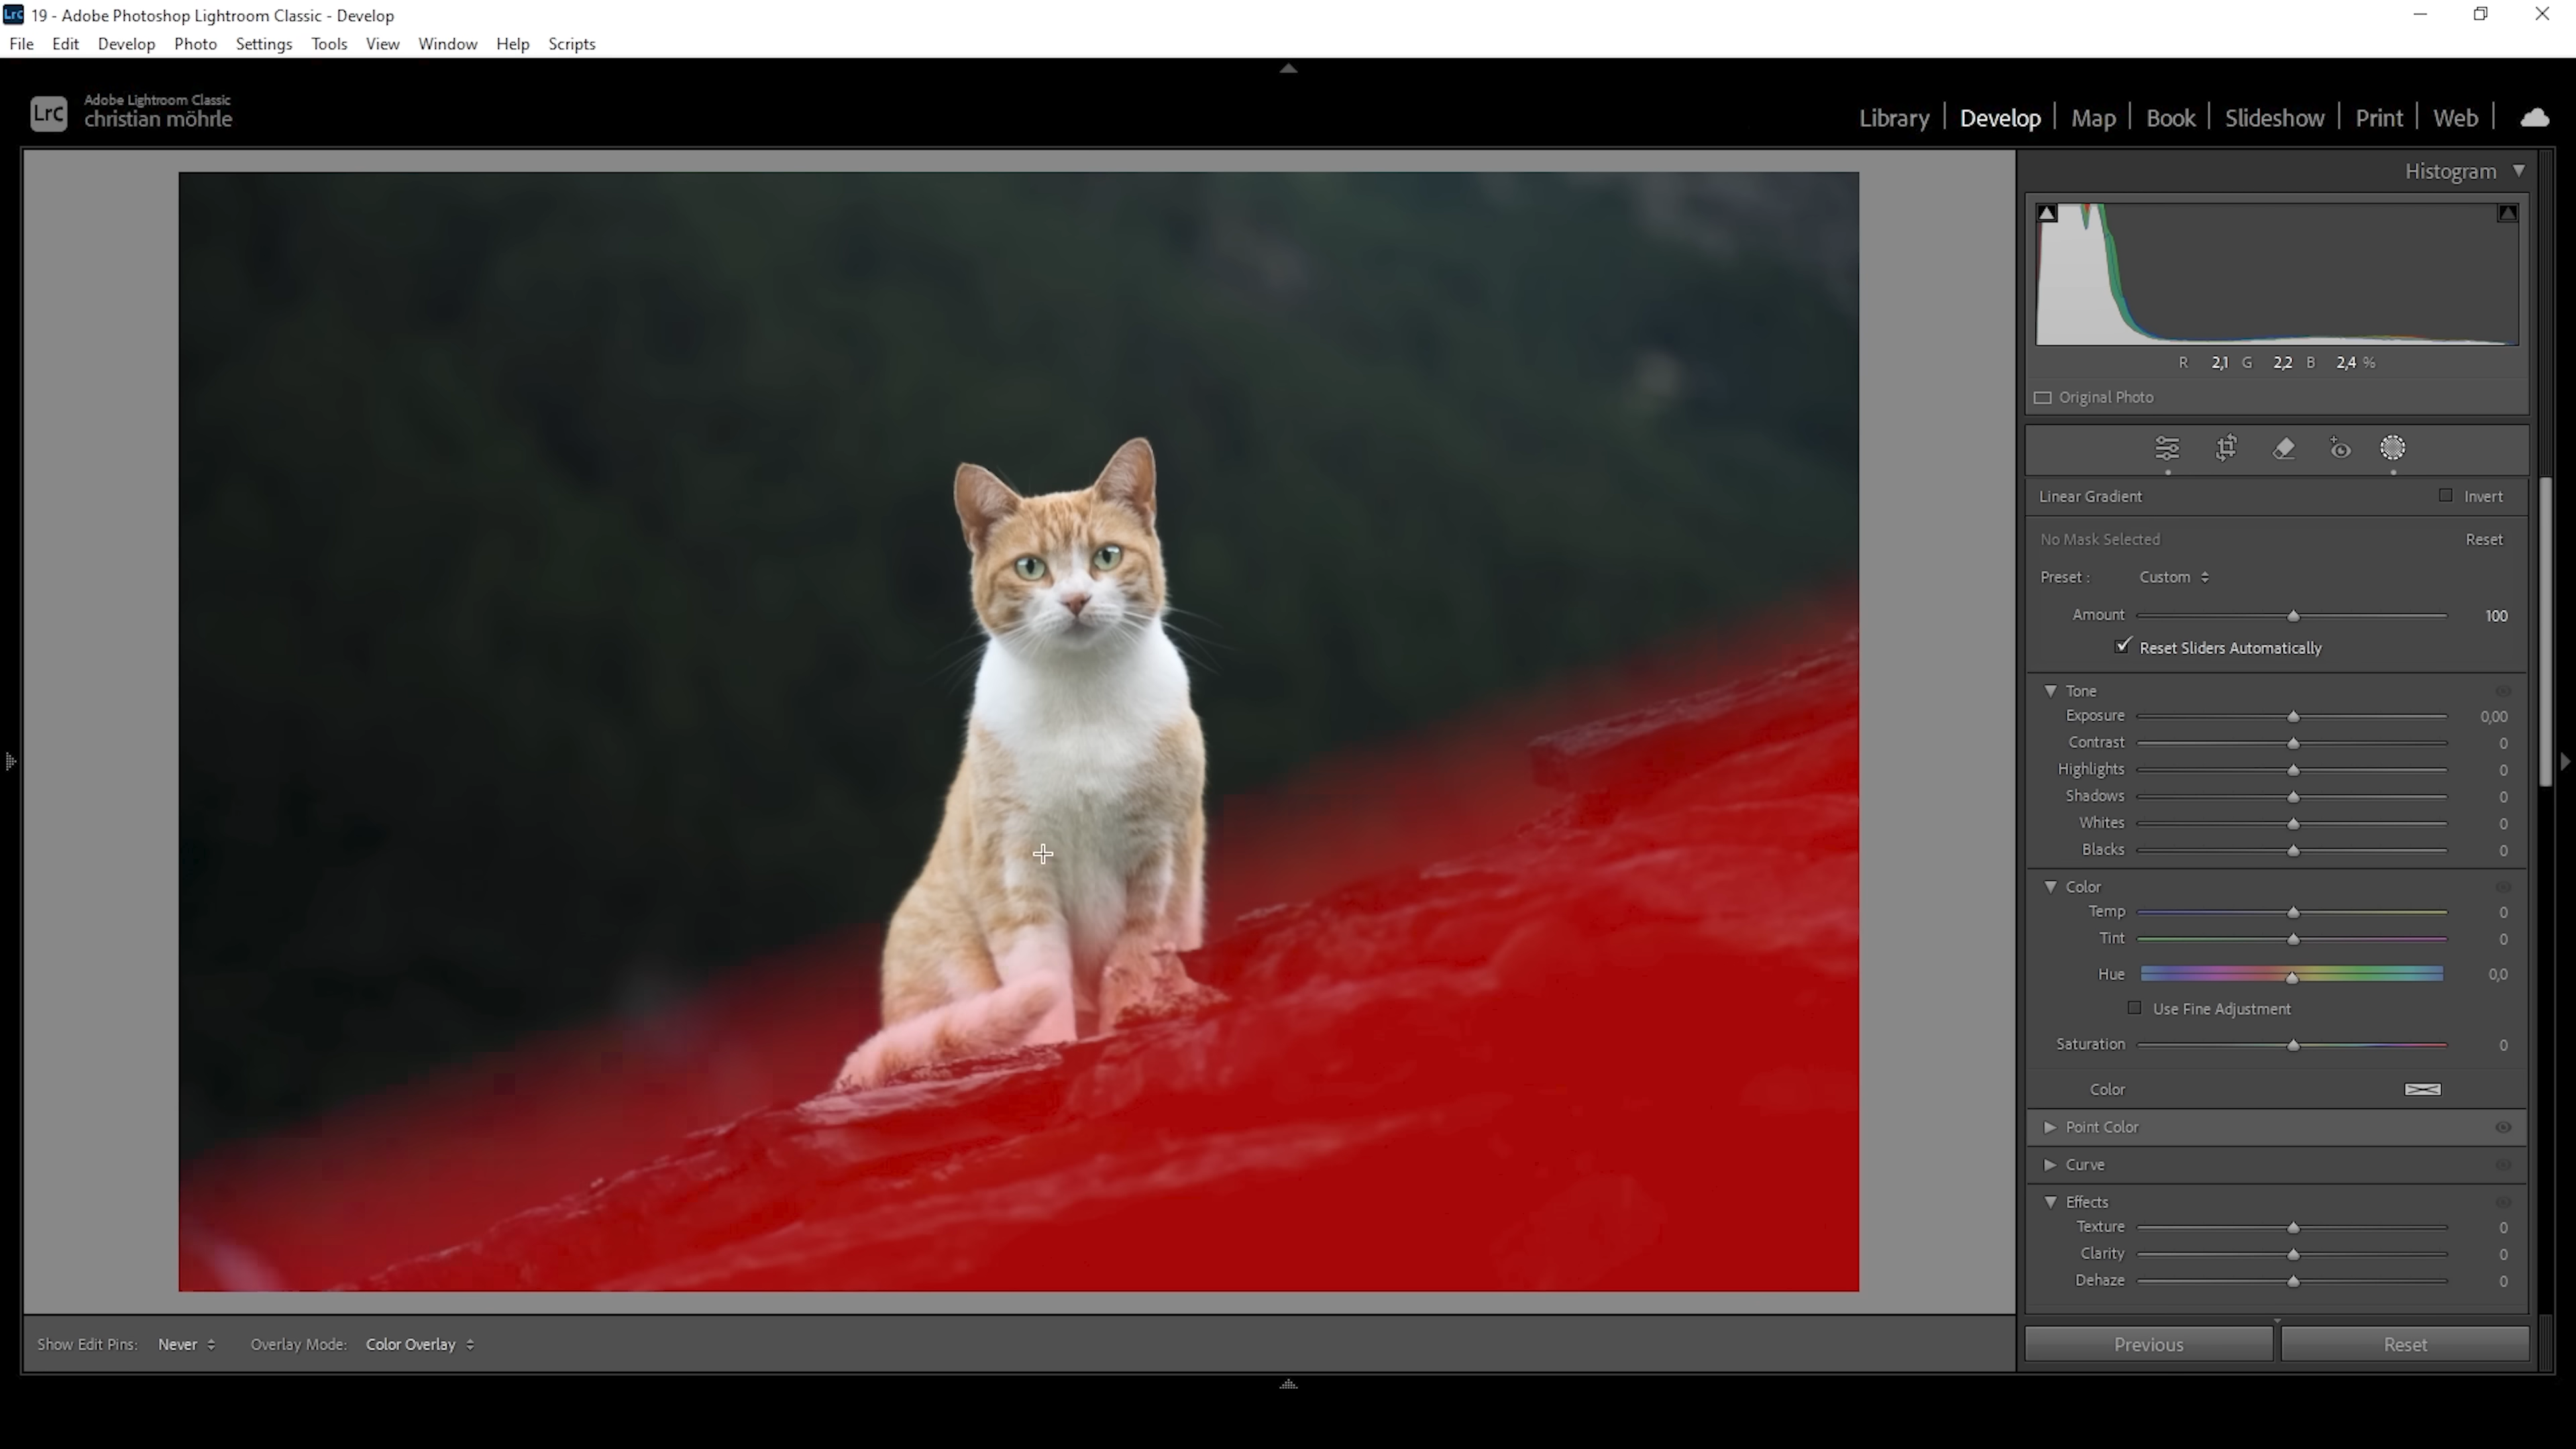 Lrc 19 - Adobe Photoshop Lightroom Classic - Develop
File Edit Develop Photo Settings Tools View Window Help Scripts
Lrc
Adobe Lightroom Classic
christian möhrle
Library | Develop | Map | Book | Slideshow | Print | Web |
Histogram
R 2,1 G 2,2 B 2,4 %
Original Photo
Linear Gradient Invert
No Mask Selected Reset
Preset : Custom
Amount 100
Reset Sliders Automatically
Tone
Exposure 0,00
Contrast 0
Highlights 0
Shadows 0
Whites 0
Blacks 0
Color
Temp 0
Tint 0
Hue 0,0
Use Fine Adjustment
Saturation 0
Color
Point Color
Curve
Effects
Texture 0
Clarity 0
Dehaze 0
Show Edit Pins: Never Overlay Mode: Color Overlay
Previous Reset